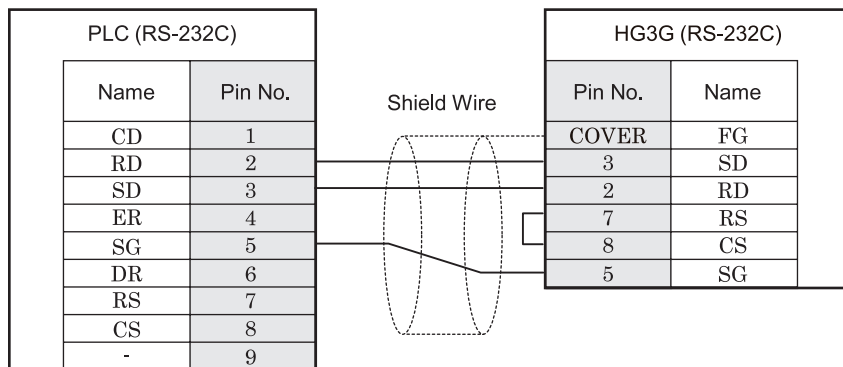 PLC (RS-232C)
Name Pin No.
CD 1
RD 2
SD 3
ER 4
SG 5
DR 6
RS 7
CS 8
- 9
Shield Wire
HG3G (RS-232C)
Pin No. Name
COVER FG
3 SD
2 RD
7 RS
8 CS
5 SG